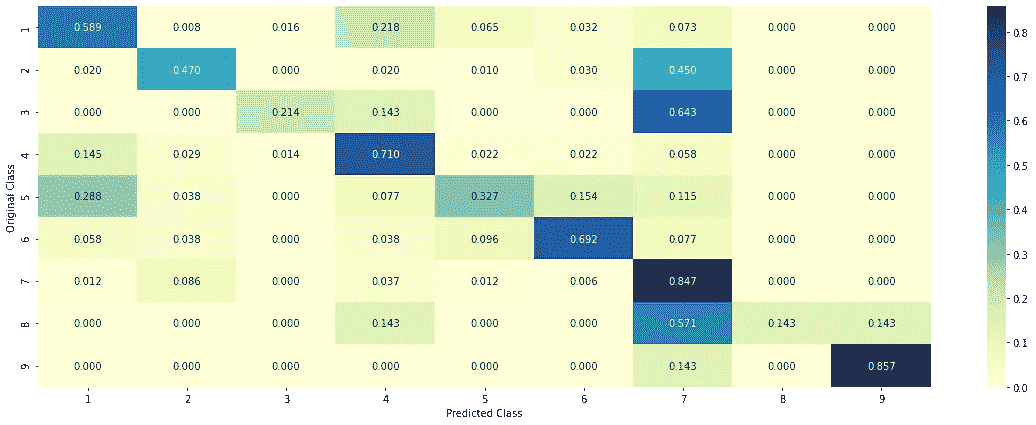 1 0.589 0.008 0.016 0.218 0.065 0.032 0.073 0.000 0.000
2 0.020 0.470 0.000 0.020 0.010 0.030 0.450 0.000 0.000
3 0.000 0.000 0.214 0.143 0.000 0.000 0.643 0.000 0.000
4 0.145 0.029 0.014 0.710 0.022 0.022 0.058 0.000 0.000
5 0.288 0.038 0.000 0.077 0.327 0.154 0.115 0.000 0.000
6 0.058 0.038 0.000 0.038 0.096 0.692 0.077 0.000 0.000
7 0.012 0.086 0.000 0.037 0.012 0.006 0.847 0.000 0.000
8 0.000 0.000 0.000 0.143 0.000 0.000 0.571 0.143 0.143
9 0.000 0.000 0.000 0.000 0.000 0.000 0.143 0.000 0.857
1 2 3 4 5 6 7 8 9
Predicted Class
Original Class
0.8
0.7
0.6
0.5
0.4
0.3
0.2
0.1
0.0